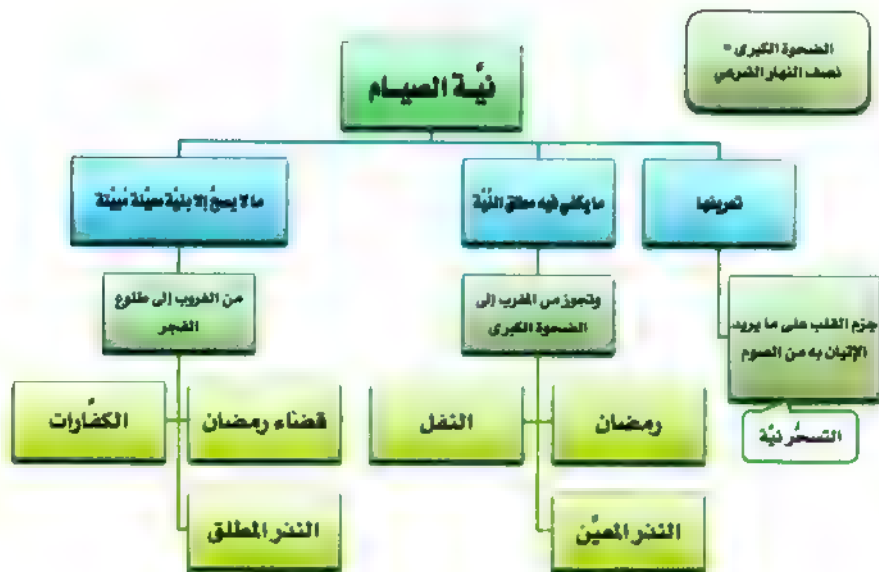 الضحوة الكبرى =
نصف النهار الشرعي
نيَّة الصيام
تعريفها
ما يكفي فيه مطلق النيَّة
ما لا يصحُّ إلا بنيَّة معيَّنة مُبيَّتة
جزم القلب على ما يريد
الإتيان به من الصوم
التسحُّر نيَّة
وتجوز من المغرب إلى
الضحوة الكبرى
رمضان
النفل
النذر المعيَّن
من الغروب إلى طلوع
الفجر
قضاء رمضان
الكفَّارات
النذر المطلق